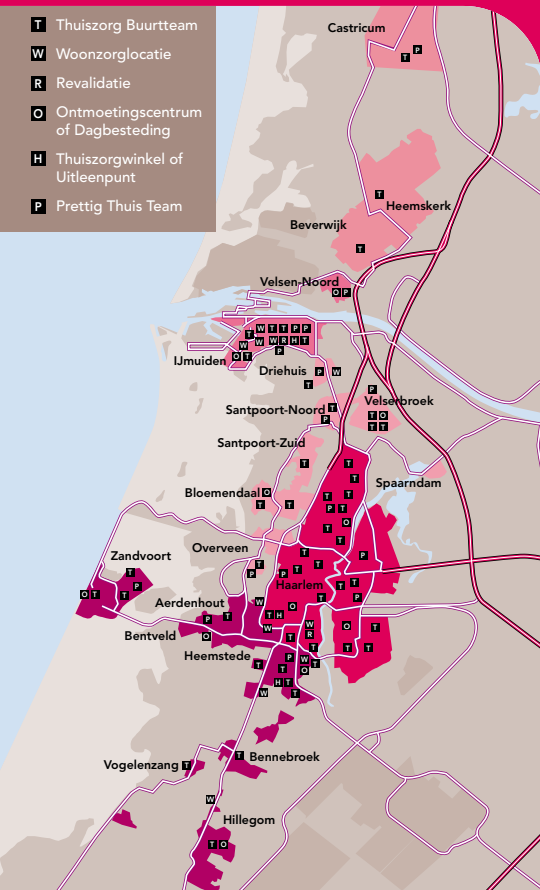 T Thuiszorg Buurtteam
W Woonzorglocatie
R Revalidatie
O Ontmoetingscentrum
of Dagbesteding
H Thuiszorgwinkel of
Uitleenpunt
P Prettig Thuis Team
Castricum
P
T
T
Heemskerk
Beverwijk
T
Velsen-Noord
O P
W T T P P
T
W W R H T
P
O T
IJmuiden
Driehuis
P W
T
P
Velserbroek
Santpoort-Noord
T
P
T O
T T
Santpoort-Zuid
T
T
T
Spaarndam
Bloemendaal
O
T
T
T
T
P T
O
T
T
Overveen
T
P
Zandvoort
T
P
T
O T
T
T
P
T
P
Haarlem
T
T
P
T
Aerdenhout
W
O
T H
P
T
W
W
R
O
T
Bentveld
O
T
T
T
T
Heemstede
T
P
W
T
T
O
H T
W
T
Vogelenzang
T
T
Bennebroek
W
Hillegom
T O